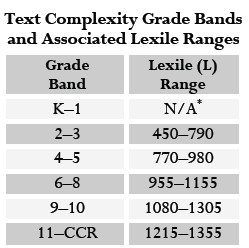 Text Complexity Grade Bands
and Associated Lexile Ranges
Grade Band
Lexile (L) Range
K–1 N/A*
2–3 450–790
4–5 770–980
6–8 955–1155
9–10 1080–1305
11–CCR 1215–1355